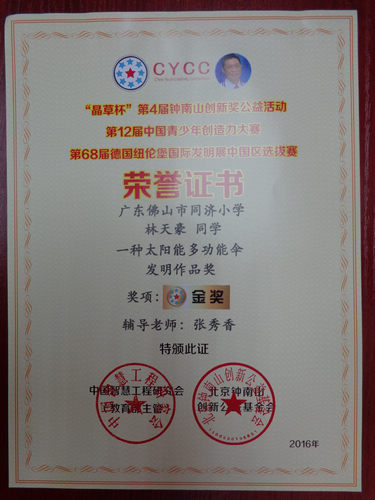 CYCC
“晶草杯”第4届钟南山创新奖公益活动
第12届中国青少年创造力大赛
第68届德国纽伦堡国际发明展中国区选拔赛
荣誉证书
广东佛山市同济小学
林天豪 同学
一种太阳能多功能伞
发明作品奖
奖项： 金奖
辅导老师：张秀香
特颁此证
中国智慧工程研究会 北京钟南山
教育部主管 创新公益基金会
2016年